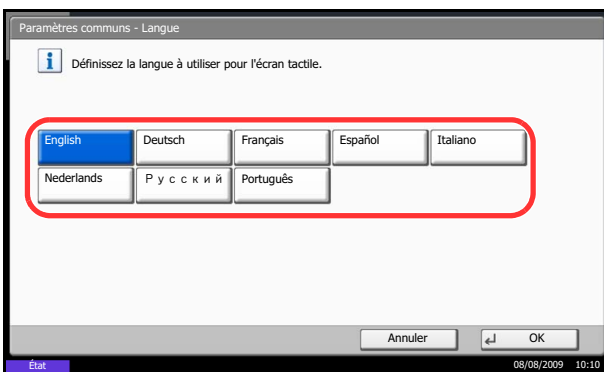 Paramètres communs - Langue
Définissez la langue à utiliser pour l'écran tactile.
English Deutsch Français Español Italiano
Nederlands Русский Português
Annuler OK
État 08/08/2009 10:10